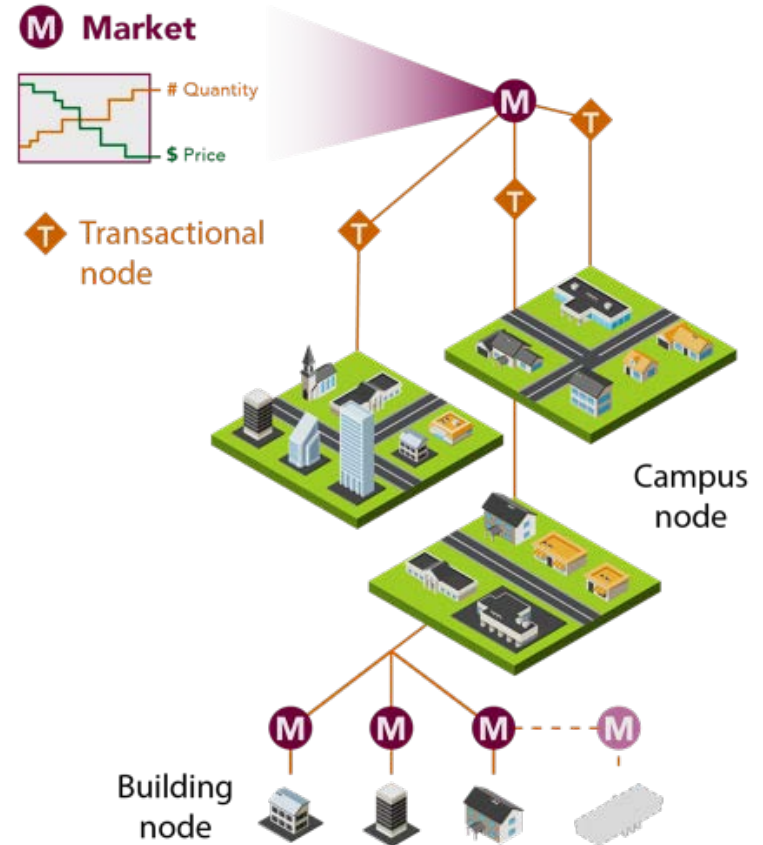 M Market
# Quantity
$ Price
M
T
T
T
T Transactional
node
Campus
node
M M M M
Building
node